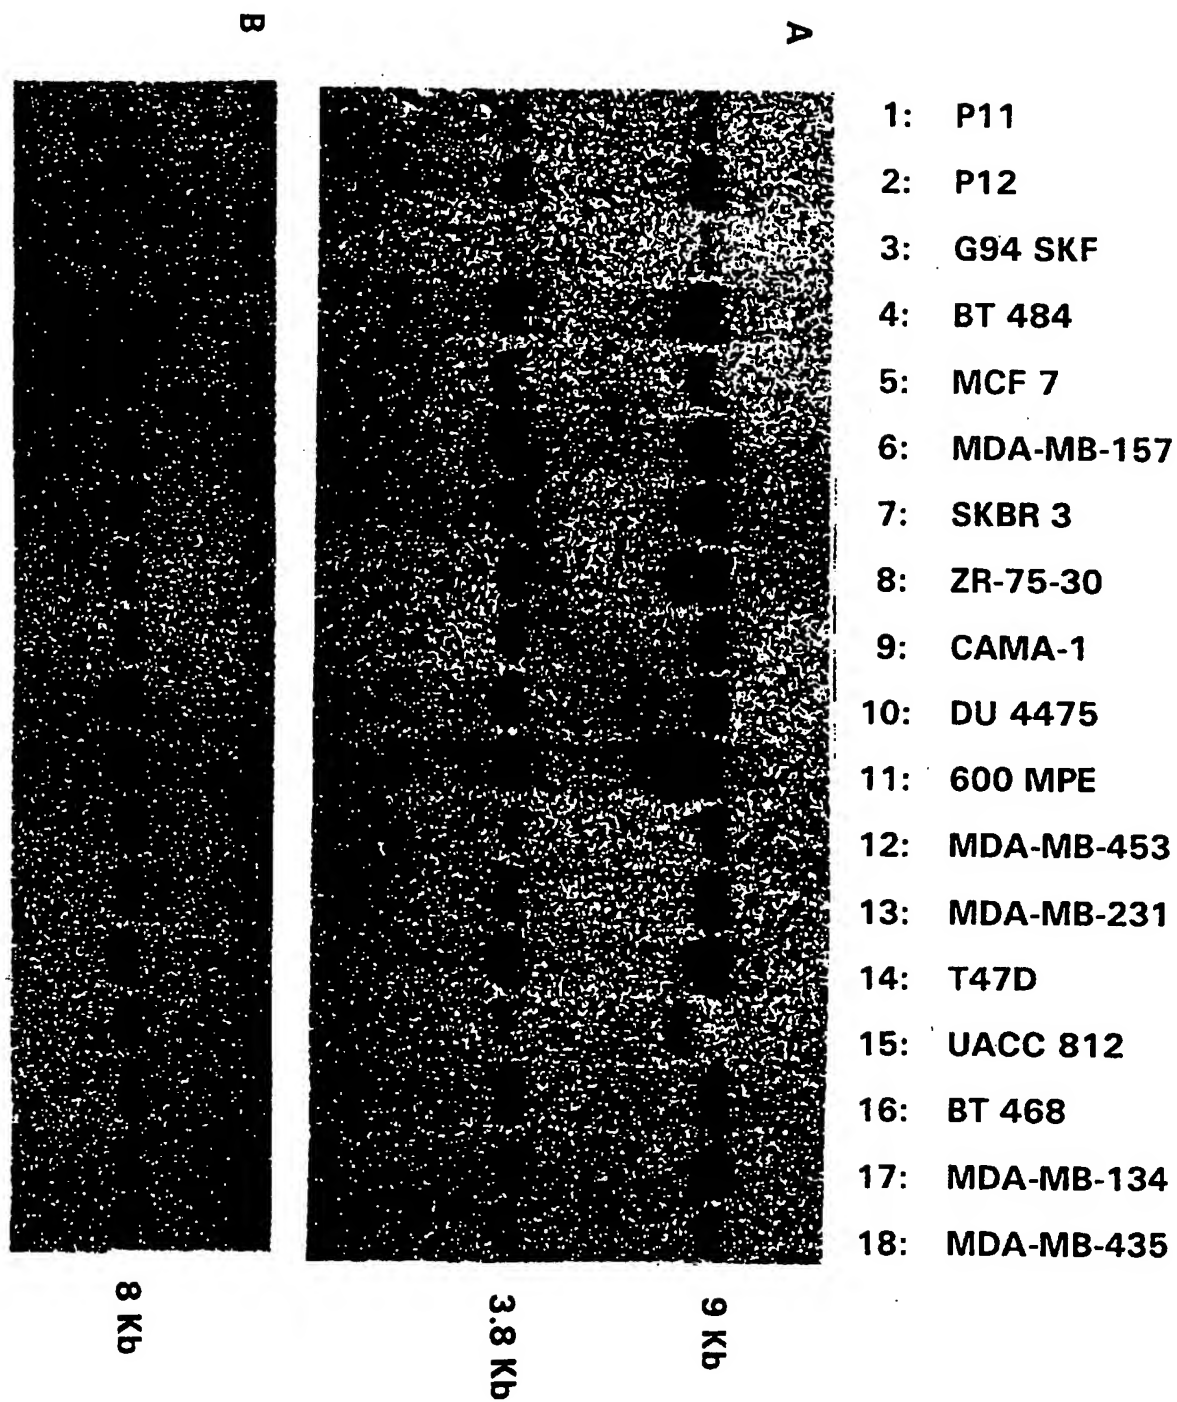 B
A
1: P11
2: P12
3: G94 SKF
4: BT 484
5: MCF 7
6: MDA-MB-157
7: SKBR 3
8: ZR-75-30
9: CAMA-1
10: DU 4475
11: 600 MPE
12: MDA-MB-453
13: MDA-MB-231
14: T47D
15: UACC 812
16: BT 468
17: MDA-MB-134
18: MDA-MB-435
8 Kb
3.8 Kb
9 Kb